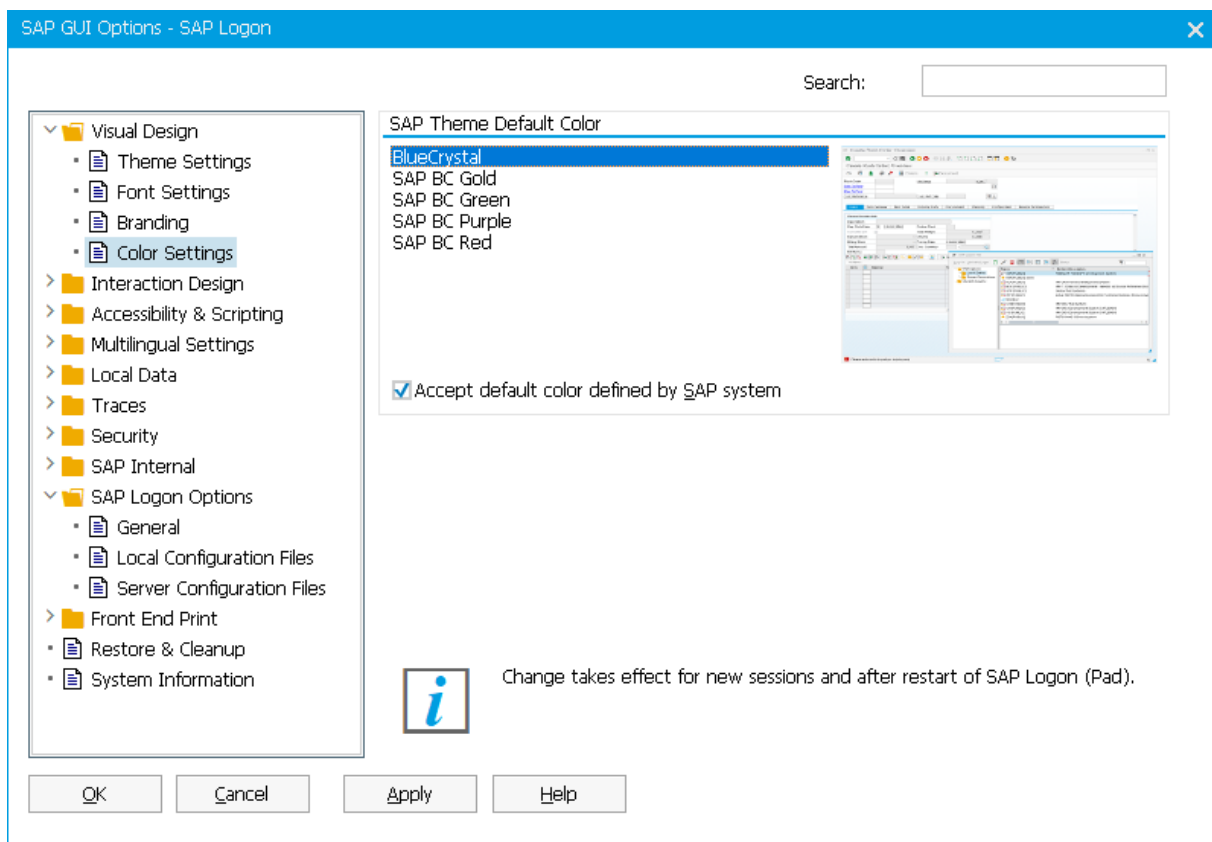 SAP GUI Options - SAP Logon
Search:
Visual Design
Theme Settings
Font Settings
Branding
Color Settings
Interaction Design
Accessibility & Scripting
Multilingual Settings
Local Data
Traces
Security
SAP Internal
SAP Logon Options
General
Local Configuration Files
Server Configuration Files
Front End Print
Restore & Cleanup
System Information
SAP Theme Default Color
BlueCrystal
SAP BC Gold
SAP BC Green
SAP BC Purple
SAP BC Red
Accept default color defined by SAP system
Change takes effect for new sessions and after restart of SAP Logon (Pad).
OK Cancel Apply Help